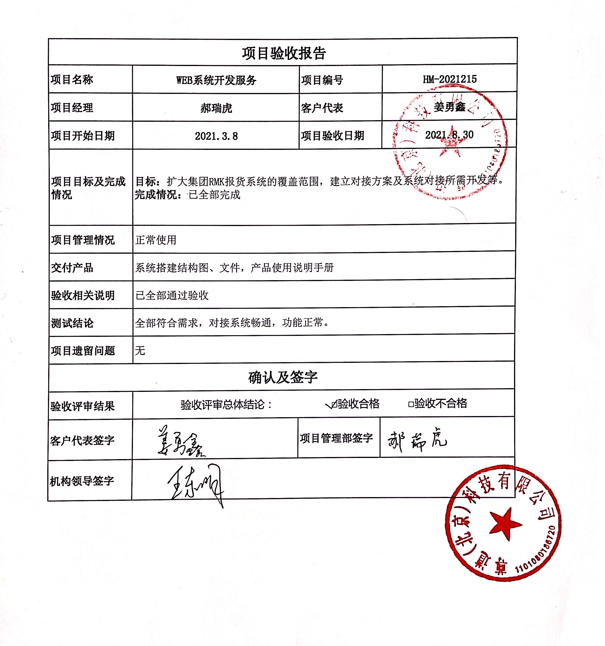 项目验收报告
项目名称 WEB系统开发服务 项目编号 HM-2021215
项目经理 郝瑞虎 客户代表 姜勇鑫
项目开始日期 2021.3.8 项目验收日期 2021.8.30
项目目标及完成情况 目标：扩大集团RMK报货系统的覆盖范围，建立对接方案及系统对接所需开发等。
完成情况：已全部完成
项目管理情况 正常使用
交付产品 系统搭建结构图、文件，产品使用说明手册
验收相关说明 已全部通过验收
测试结论 全部符合需求，对接系统畅通，功能正常。
项目遗留问题 无
确认及签字
验收评审结果 验收评审总体结论： ☑验收合格 □验收不合格
客户代表签字 姜勇鑫 项目管理部签字 郝瑞虎
机构领导签字 王东明
尊道（北京）科技有限公司
1101080766720